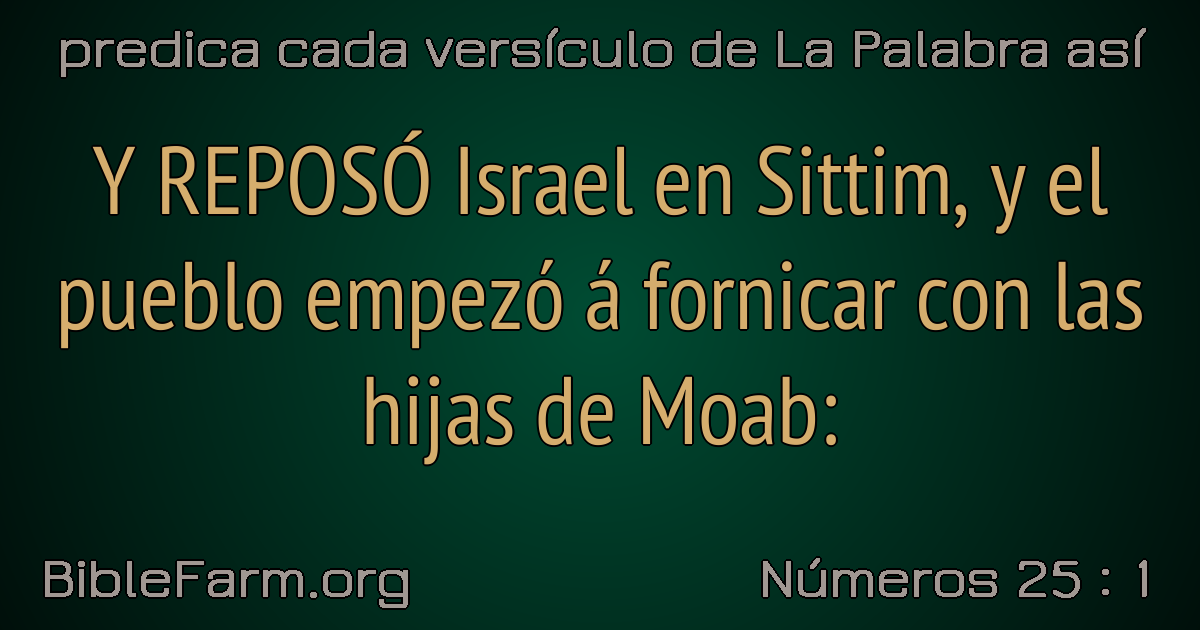 predica cada versículo de La Palabra así
Y REPOSÓ Israel en Sittim, y el
pueblo empezó á fornicar con las
hijas de Moab:
BibleFarm.org
Números 25 : 1